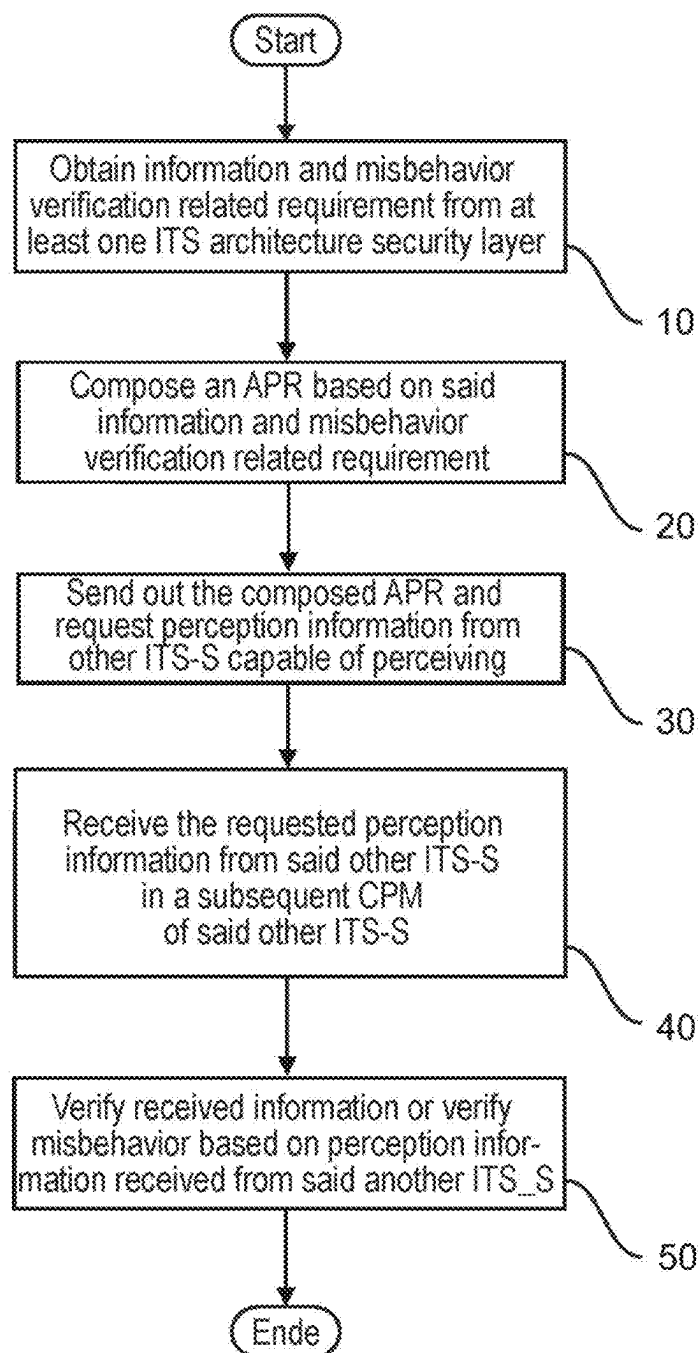 Start
Obtain information and misbehavior
verification related requirement from at
least one ITS architecture security layer
10
Compose an APR based on said
information and misbehavior
verification related requirement
20
Send out the composed APR and
request perception information from
other ITS-S capable of perceiving
30
Receive the requested perception
information from said other ITS-S
in a subsequent CPM
of said other ITS-S
40
Verify received information or verify
misbehavior based on perception infor-
mation received from said another ITS_S
50
Ende